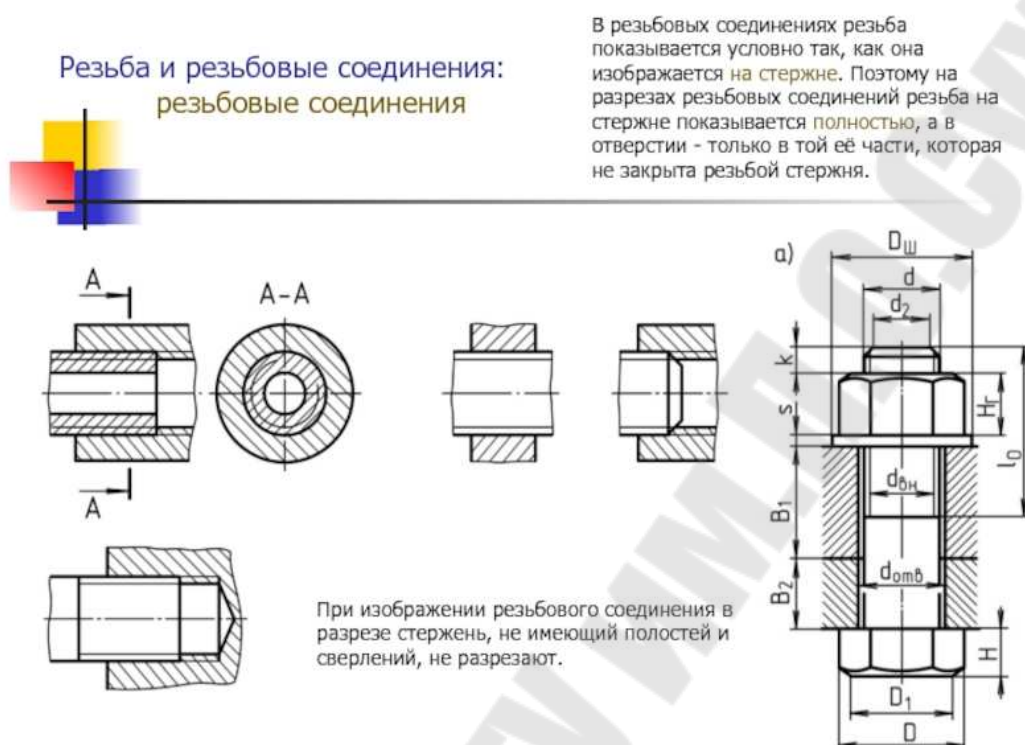 Резьба и резьбовые соединения:
резьбовые соединения
В резьбовых соединениях резьба
показывается условно так, как она
изображается на стержне. Поэтому на
разрезах резьбовых соединений резьба на
стержне показывается полностью, а в
отверстии - только в той её части, которая
не закрыта резьбой стержня.
А
А-А
А
а)
Dш
d
d2
k
s
Hг
l0
dвн
B1
dотв
B2
H
D1
D
При изображении резьбового соединения в
разрезе стержень, не имеющий полостей и
сверлений, не разрезают.